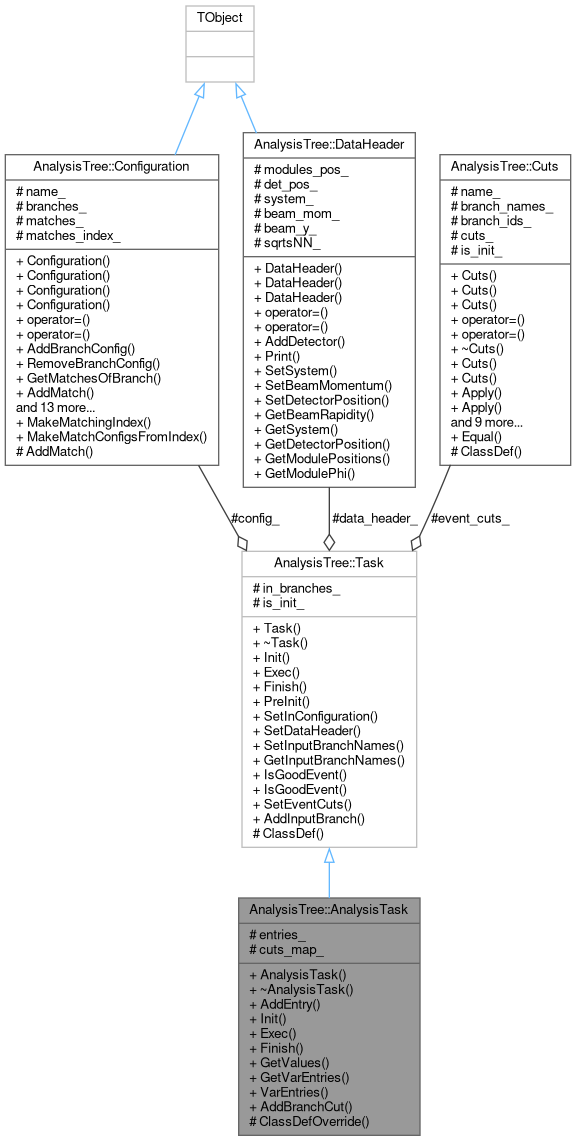 TObject
AnalysisTree::Configuration
# name_
# branches_
# matches_
# matches_index_
+ Configuration()
+ Configuration()
+ Configuration()
+ Configuration()
+ operator=()
+ operator=()
+ AddBranchConfig()
+ RemoveBranchConfig()
+ GetMatchesOfBranch()
+ AddMatch()
and 13 more...
+ MakeMatchingIndex()
+ MakeMatchConfigsFromIndex()
# AddMatch()
AnalysisTree::DataHeader
# modules_pos_
# det_pos_
# system_
# beam_mom_
# beam_y_
# sqrtsNN_
+ DataHeader()
+ DataHeader()
+ DataHeader()
+ operator=()
+ operator=()
+ AddDetector()
+ Print()
+ SetSystem()
+ SetBeamMomentum()
+ SetDetectorPosition()
+ GetBeamRapidity()
+ GetSystem()
+ GetDetectorPosition()
+ GetModulePositions()
+ GetModulePhi()
AnalysisTree::Cuts
# name_
# branch_names_
# branch_ids_
# cuts_
# is_init_
+ Cuts()
+ Cuts()
+ Cuts()
+ operator=()
+ operator=()
+ ~Cuts()
+ Cuts()
+ Cuts()
+ Apply()
+ Apply()
and 9 more...
+ Equal()
# ClassDef()
#config_
#data_header_
#event_cuts_
AnalysisTree::Task
# in_branches_
# is_init_
+ Task()
+ ~Task()
+ Init()
+ Exec()
+ Finish()
+ PreInit()
+ SetInConfiguration()
+ SetDataHeader()
+ SetInputBranchNames()
+ GetInputBranchNames()
+ IsGoodEvent()
+ IsGoodEvent()
+ SetEventCuts()
+ AddInputBranch()
# ClassDef()
AnalysisTree::AnalysisTask
# entries_
# cuts_map_
+ AnalysisTask()
+ ~AnalysisTask()
+ AddEntry()
+ Init()
+ Exec()
+ Finish()
+ GetValues()
+ GetVarEntries()
+ VarEntries()
+ AddBranchCut()
# ClassDefOverride()